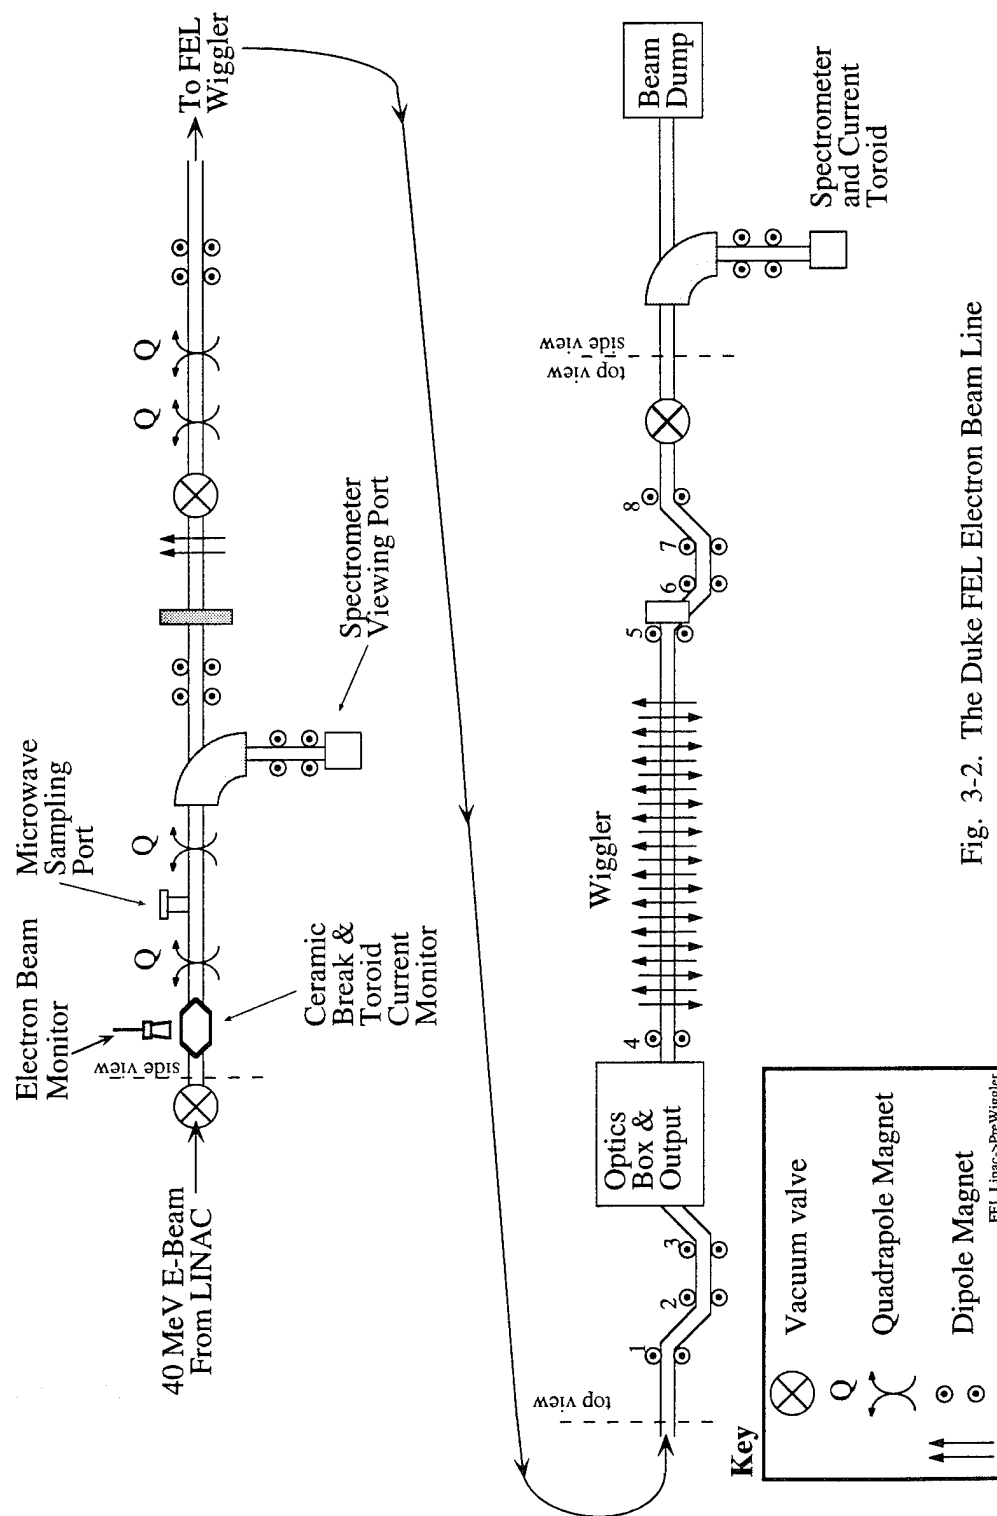 40 MeV E-Beam
From LINAC
side view
Electron Beam
Monitor
Ceramic
Break &
Toroid
Current
Monitor
Q
Microwave
Sampling
Port
Q
Spectrometer
Viewing Port
Q
Q
To FEL
Wiggler
top view
1
2
3
Optics
Box &
Output
4
Wiggler
5
6
7
8
top view
side view
Spectrometer
and Current
Toroid
Beam
Dump
Key
Vacuum valve
Q
Quadrapole Magnet
Dipole Magnet
FEL Linac->PreWiggler
Fig. 3-2. The Duke FEL Electron Beam Line